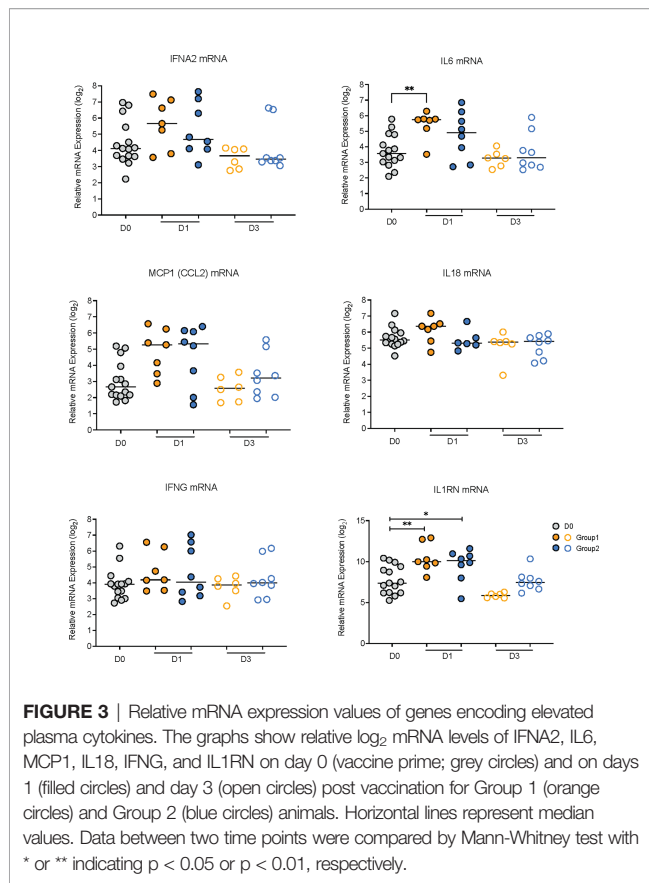 IFNA2 mRNA
Relative mRNA Expression (log2)
8
7
6
5
4
3
2
1
0
D0
D1
D3
IL6 mRNA
**
Relative mRNA Expression (log2)
8
7
6
5
4
3
2
1
0
D0
D1
D3
MCP1 (CCL2) mRNA
Relative mRNA Expression (log2)
8
7
6
5
4
3
2
1
0
D0
D1
D3
IL18 mRNA
Relative mRNA Expression (log2)
8
7
6
5
4
3
2
1
0
D0
D1
D3
IFNG mRNA
Relative mRNA Expression (log2)
8
7
6
5
4
3
2
1
0
D0
D1
D3
IL1RN mRNA
*
**
Relative mRNA Expression (log2)
15
10
5
0
D0
D1
D3
D0
Group1
Group2
FIGURE 3 | Relative mRNA expression values of genes encoding elevated
plasma cytokines. The graphs show relative log2 mRNA levels of IFNA2, IL6,
MCP1, IL18, IFNG, and IL1RN on day 0 (vaccine prime; grey circles) and on days
1 (filled circles) and day 3 (open circles) post vaccination for Group 1 (orange
circles) and Group 2 (blue circles) animals. Horizontal lines represent median
values. Data between two time points were compared by Mann-Whitney test with
* or ** indicating p < 0.05 or p < 0.01, respectively.